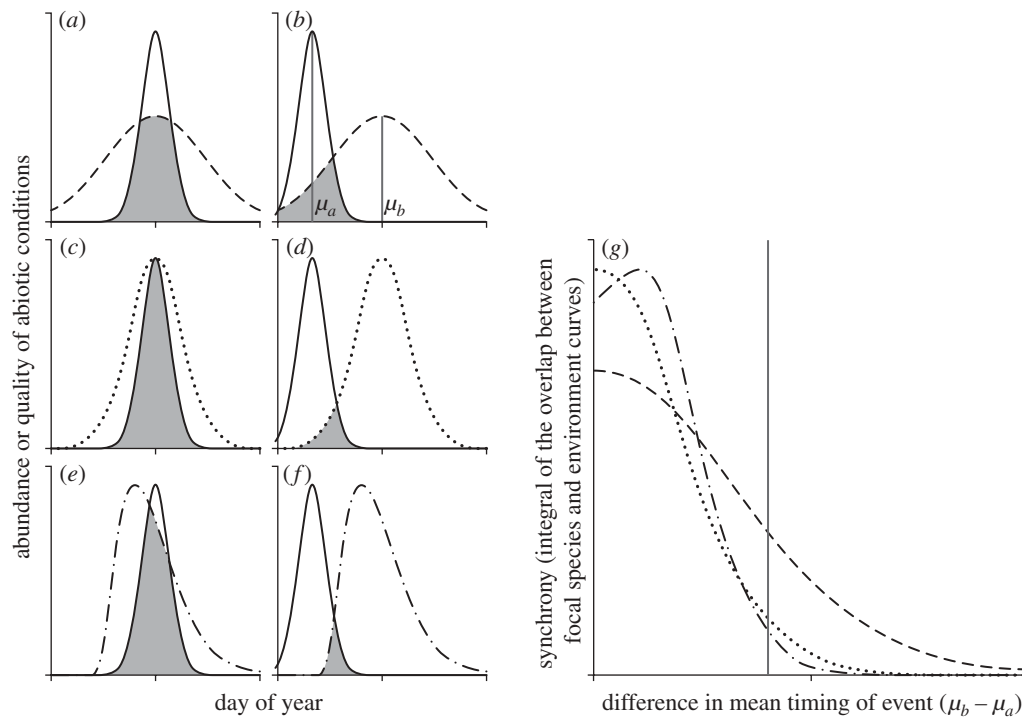 (a)
(b)
μa
μb
(c)
(d)
(e)
(f)
abundance or quality of abiotic conditions
day of year
(g)
synchrony (integral of the overlap between
focal species and environment curves)
difference in mean timing of event (μb – μa)